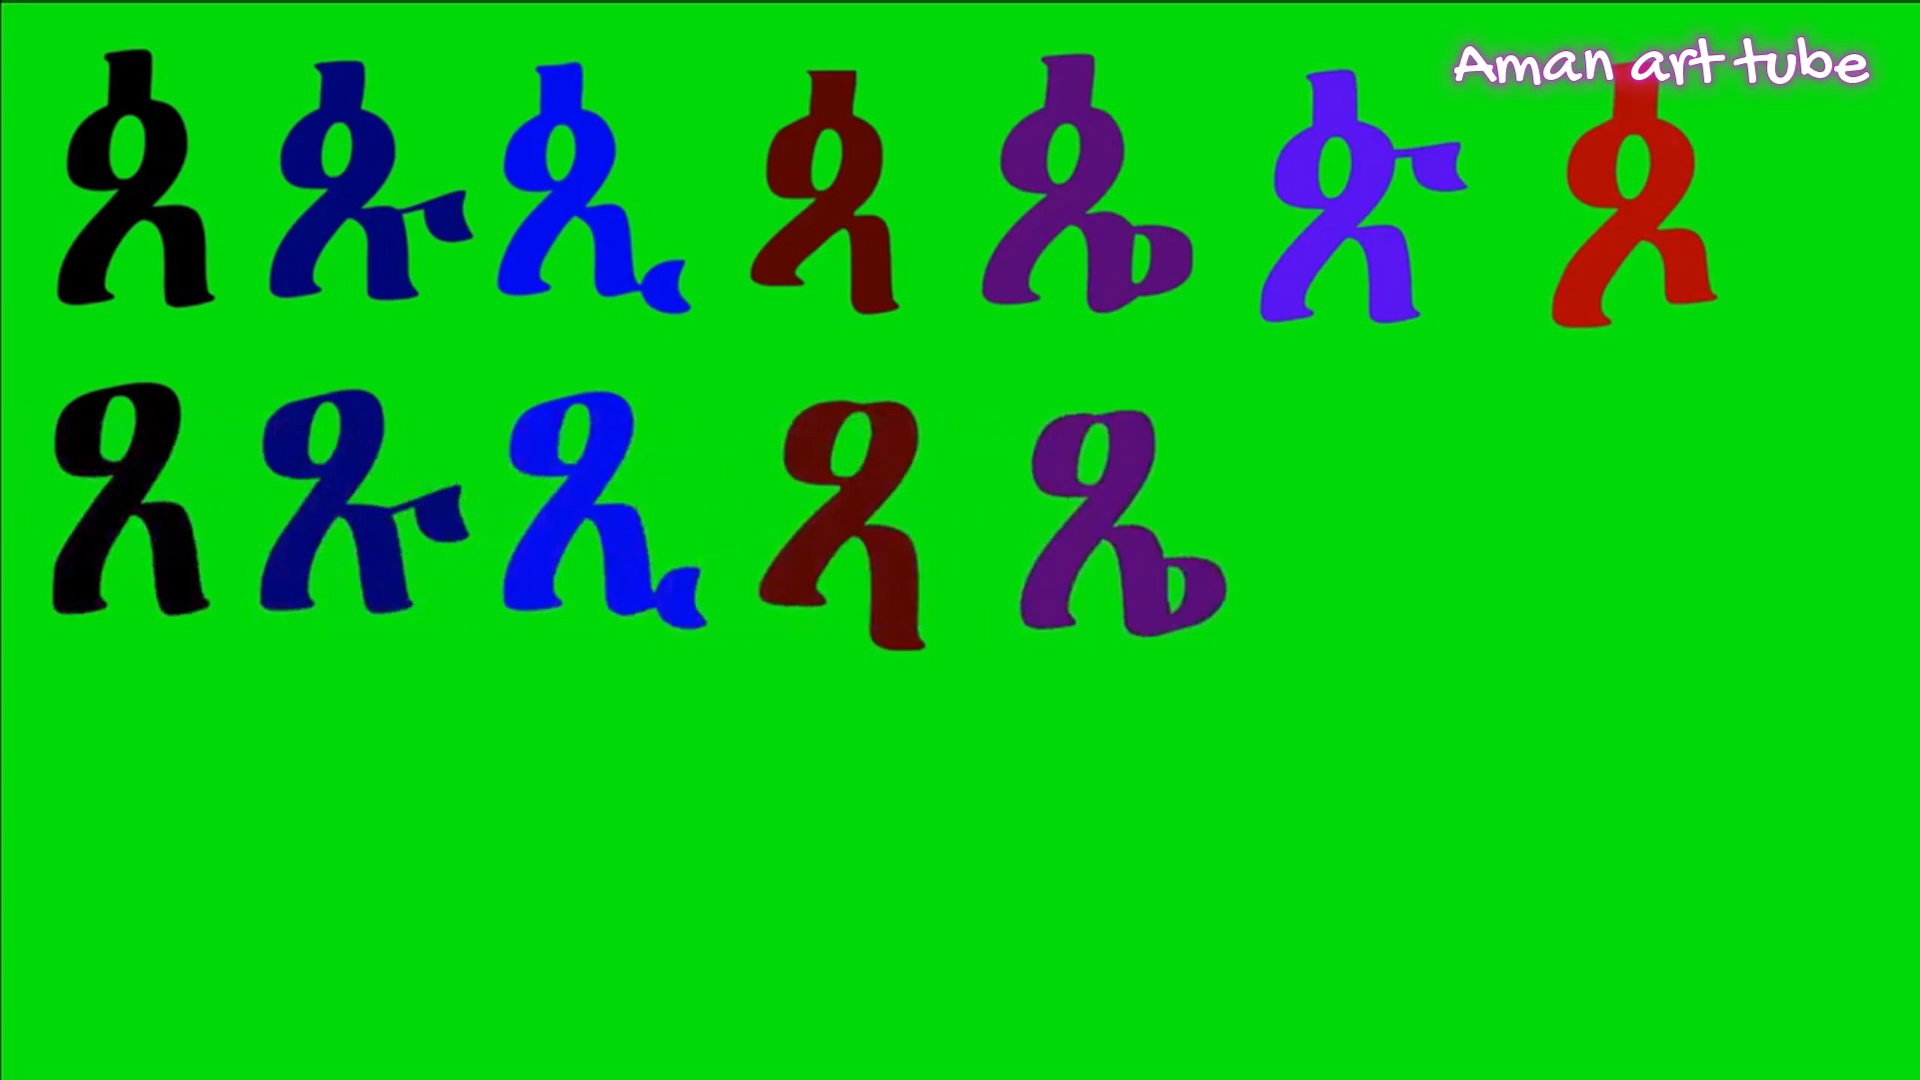 Aman art tube
ጰ ጱ ጲ ጳ ጴ ጵ ጶ
ጸ ጹ ጺ ጻ ጼ